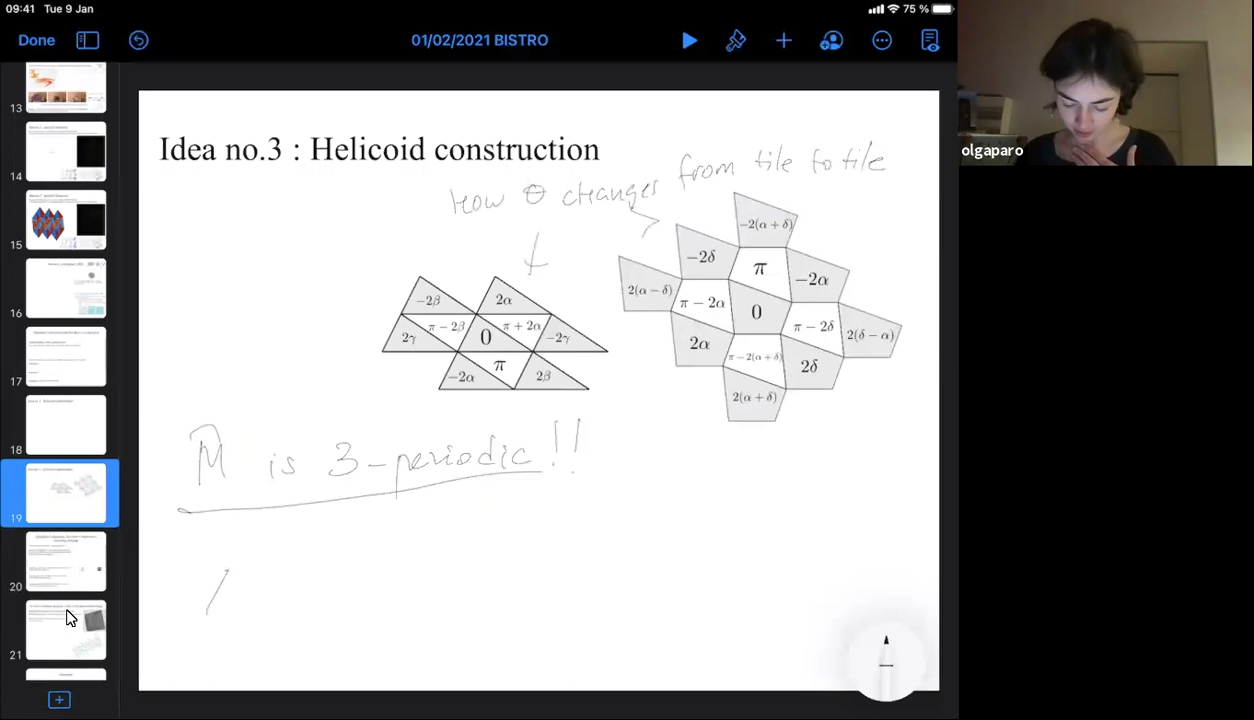 09:41 Tue 9 Jan
75 %
Done
01/02/2021 BISTRO
olgaparo
13
14
15
16
17
18
19
20
21
Idea no.3 : Helicoid construction
how θ changes from tile to tile
−2β
2α
2γ
π − 2β
0
π + 2α
−2γ
−2α
π
2β
−2(α + δ)
−2δ
π
−2α
2(α − δ)
π − 2α
0
π − 2δ
2(δ − α)
2α
π − 2(α + δ)
2δ
2(α + δ)
M̂ is 3-periodic!!